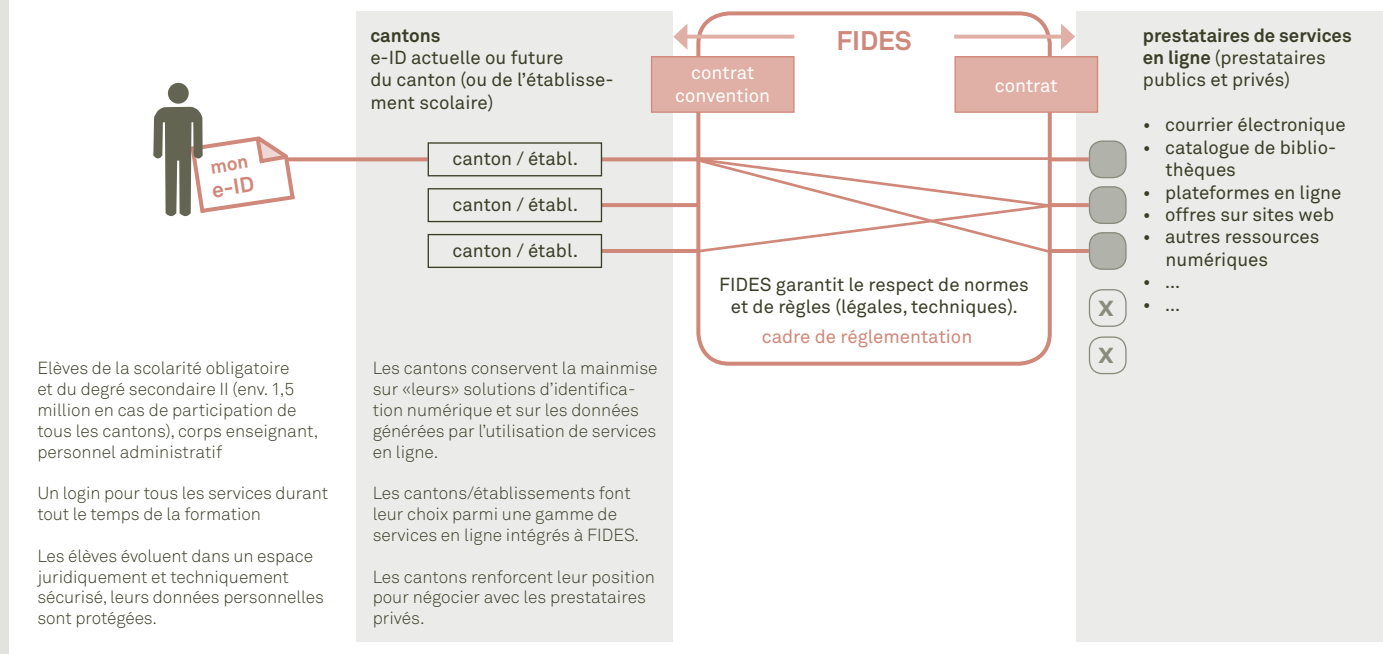 cantons
e-ID actuelle ou future
du canton (ou de l’établisse-
ment scolaire)
FIDES
contrat
convention
contrat
prestataires de services
en ligne (prestataires
publics et privés)
mon
e-ID
canton / établ.
canton / établ.
canton / établ.
• courrier électronique
• catalogue de biblio-
thèques
• plateformes en ligne
• offres sur sites web
• autres ressources
numériques
• ...
• ...
X
X
FIDES garantit le respect de normes
et de règles (légales, techniques).
cadre de réglementation
Elèves de la scolarité obligatoire
et du degré secondaire II (env. 1,5
million en cas de participation de
tous les cantons), corps enseignant,
personnel administratif
Un login pour tous les services durant
tout le temps de la formation
Les élèves évoluent dans un espace
juridiquement et techniquement
sécurisé, leurs données personnelles
sont protégées.
Les cantons conservent la mainmise
sur «leurs» solutions d’identifica-
tion numérique et sur les données
générées par l’utilisation de services
en ligne.
Les cantons/établissements font
leur choix parmi une gamme de
services en ligne intégrés à FIDES.
Les cantons renforcent leur position
pour négocier avec les prestataires
privés.